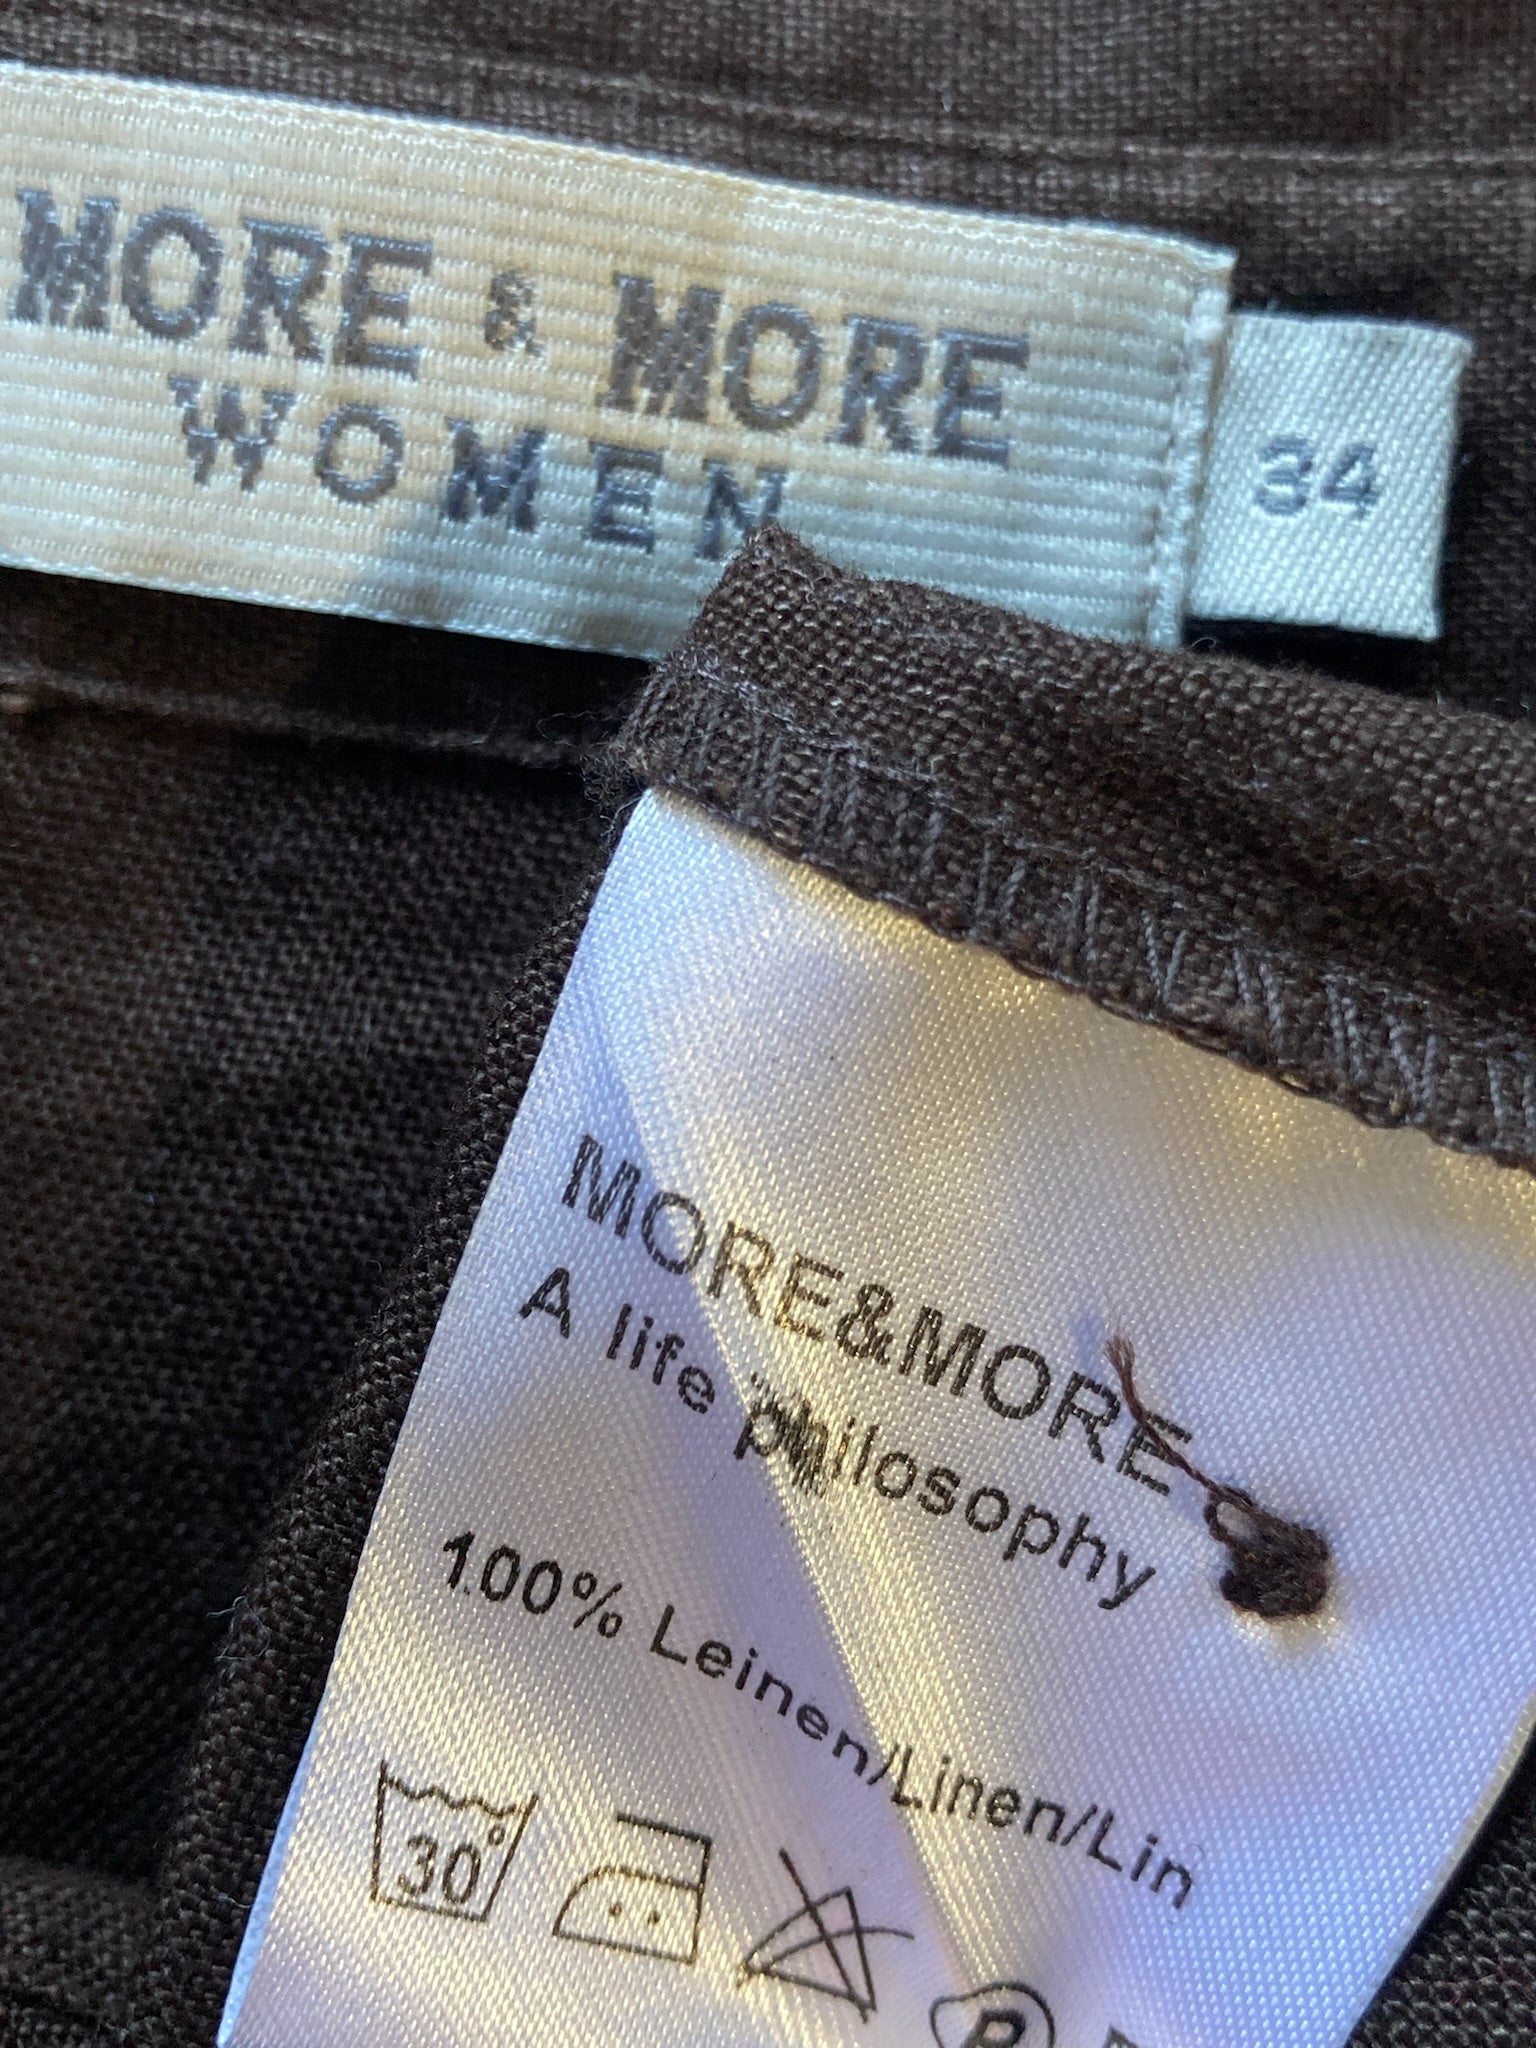 MORE & MORE
WOMEN
34
MORE&MORE
A life philosophy
100% Leinen/Linen/Lin
30°
P